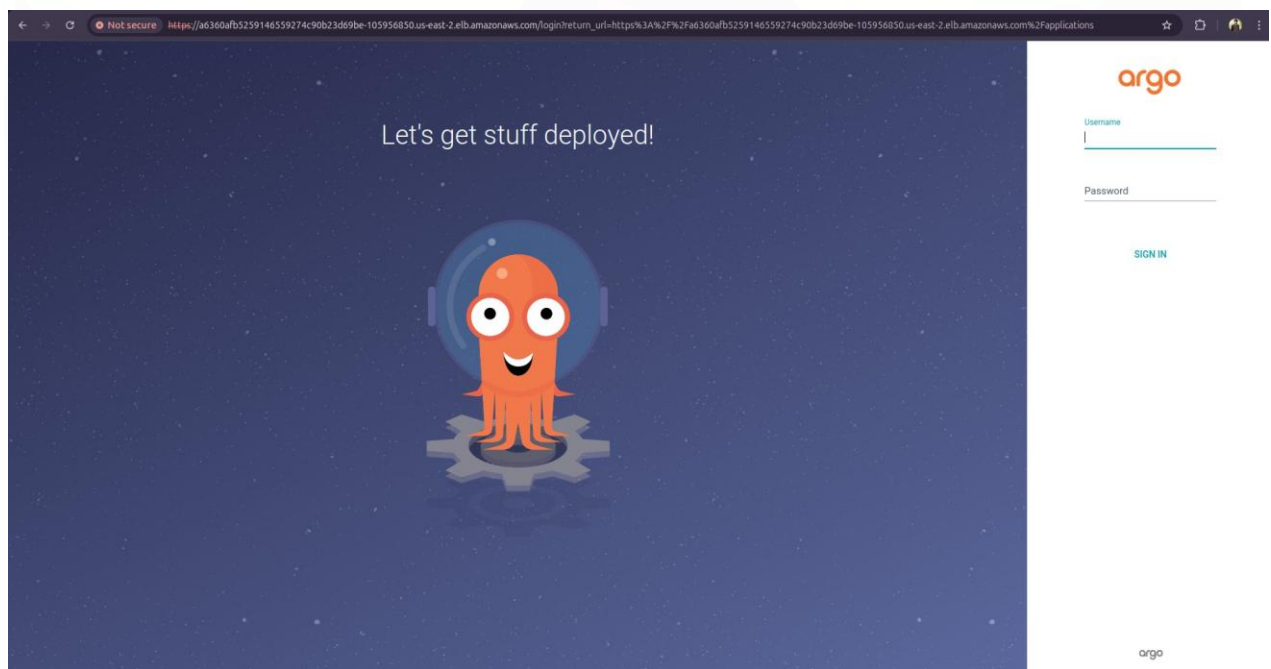 Not secure https://a6360afb5259146559274c90b23d69be-105956850.us-east-2.elb.amazonaws.com/login?return_url=https%3A%2F%2Fa6360afb5259146559274c90b23d69be-105956850.us-east-2.elb.amazonaws.com%2Fapplications
Let's get stuff deployed!
argo
Username
Password
SIGN IN
argo